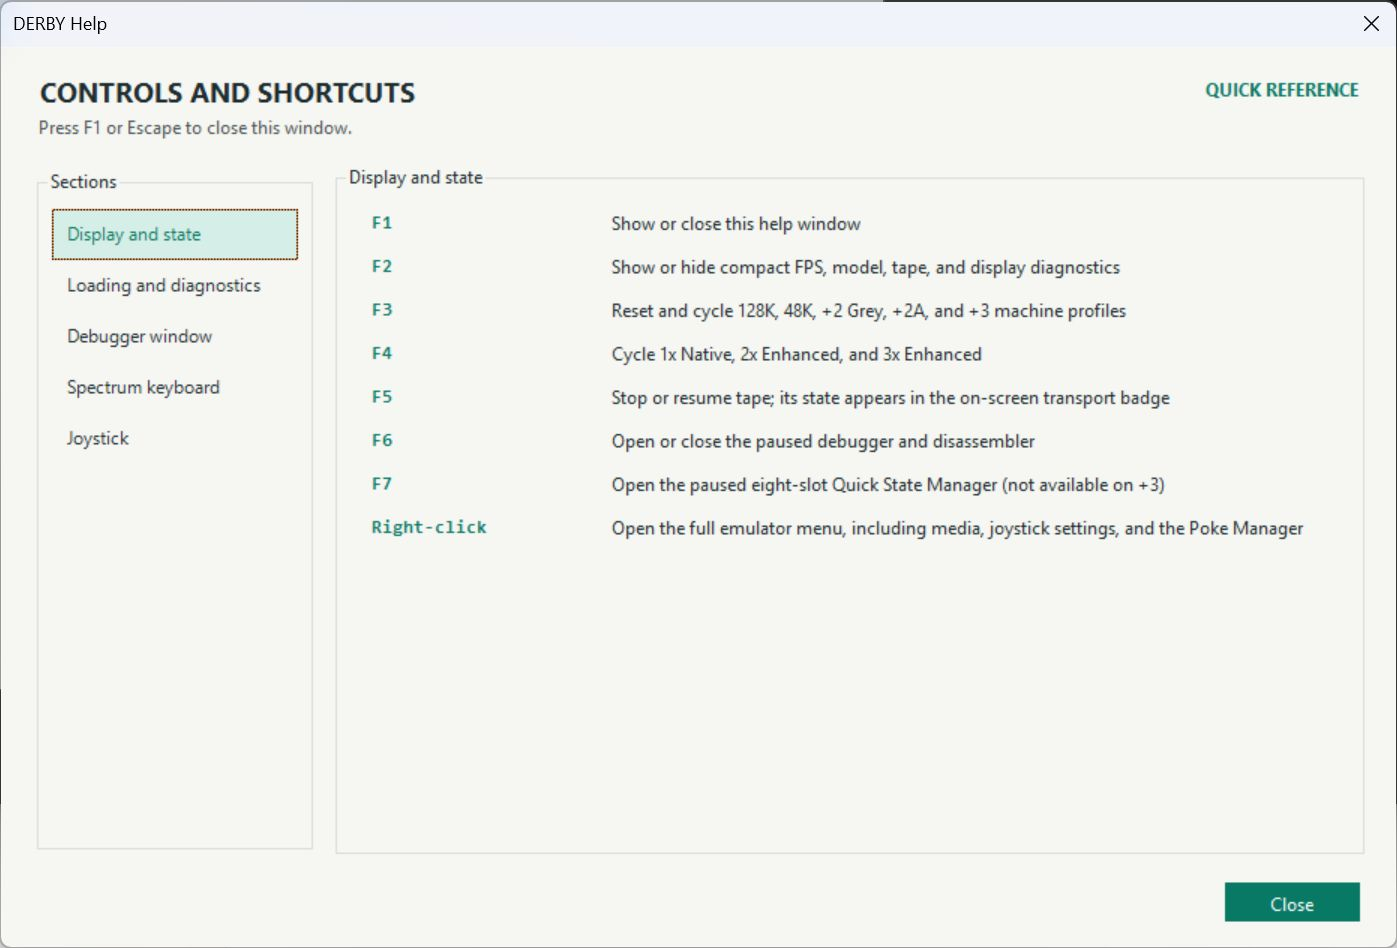 DERBY Help
CONTROLS AND SHORTCUTS
QUICK REFERENCE
Press F1 or Escape to close this window.
Sections
Display and state
Loading and diagnostics
Debugger window
Spectrum keyboard
Joystick
Display and state
F1 Show or close this help window
F2 Show or hide compact FPS, model, tape, and display diagnostics
F3 Reset and cycle 128K, 48K, +2 Grey, +2A, and +3 machine profiles
F4 Cycle 1x Native, 2x Enhanced, and 3x Enhanced
F5 Stop or resume tape; its state appears in the on-screen transport badge
F6 Open or close the paused debugger and disassembler
F7 Open the paused eight-slot Quick State Manager (not available on +3)
Right-click Open the full emulator menu, including media, joystick settings, and the Poke Manager
Close